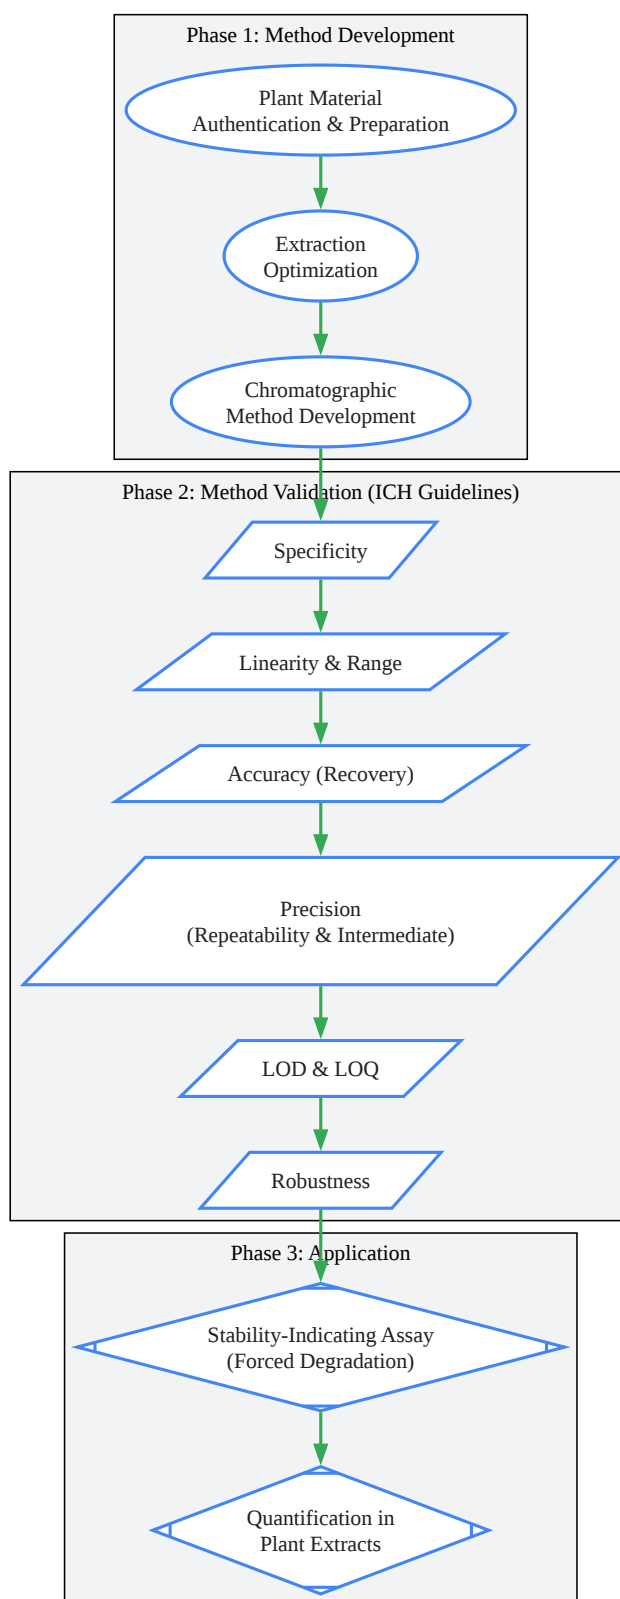 Phase 1: Method Development
Plant Material
Authentication & Preparation
Extraction
Optimization
Chromatographic
Method Development
Phase 2: Method Validation (ICH Guidelines)
Specificity
Linearity & Range
Accuracy (Recovery)
Precision
(Repeatability & Intermediate)
LOD & LOQ
Robustness
Phase 3: Application
Stability-Indicating Assay
(Forced Degradation)
Quantification in
Plant Extracts